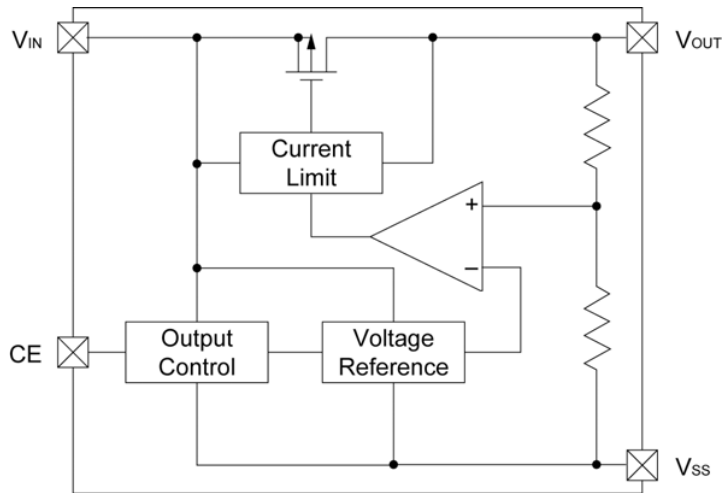 VIN
VOUT
Current
Limit
+
−
CE
Output
Control
Voltage
Reference
VSS